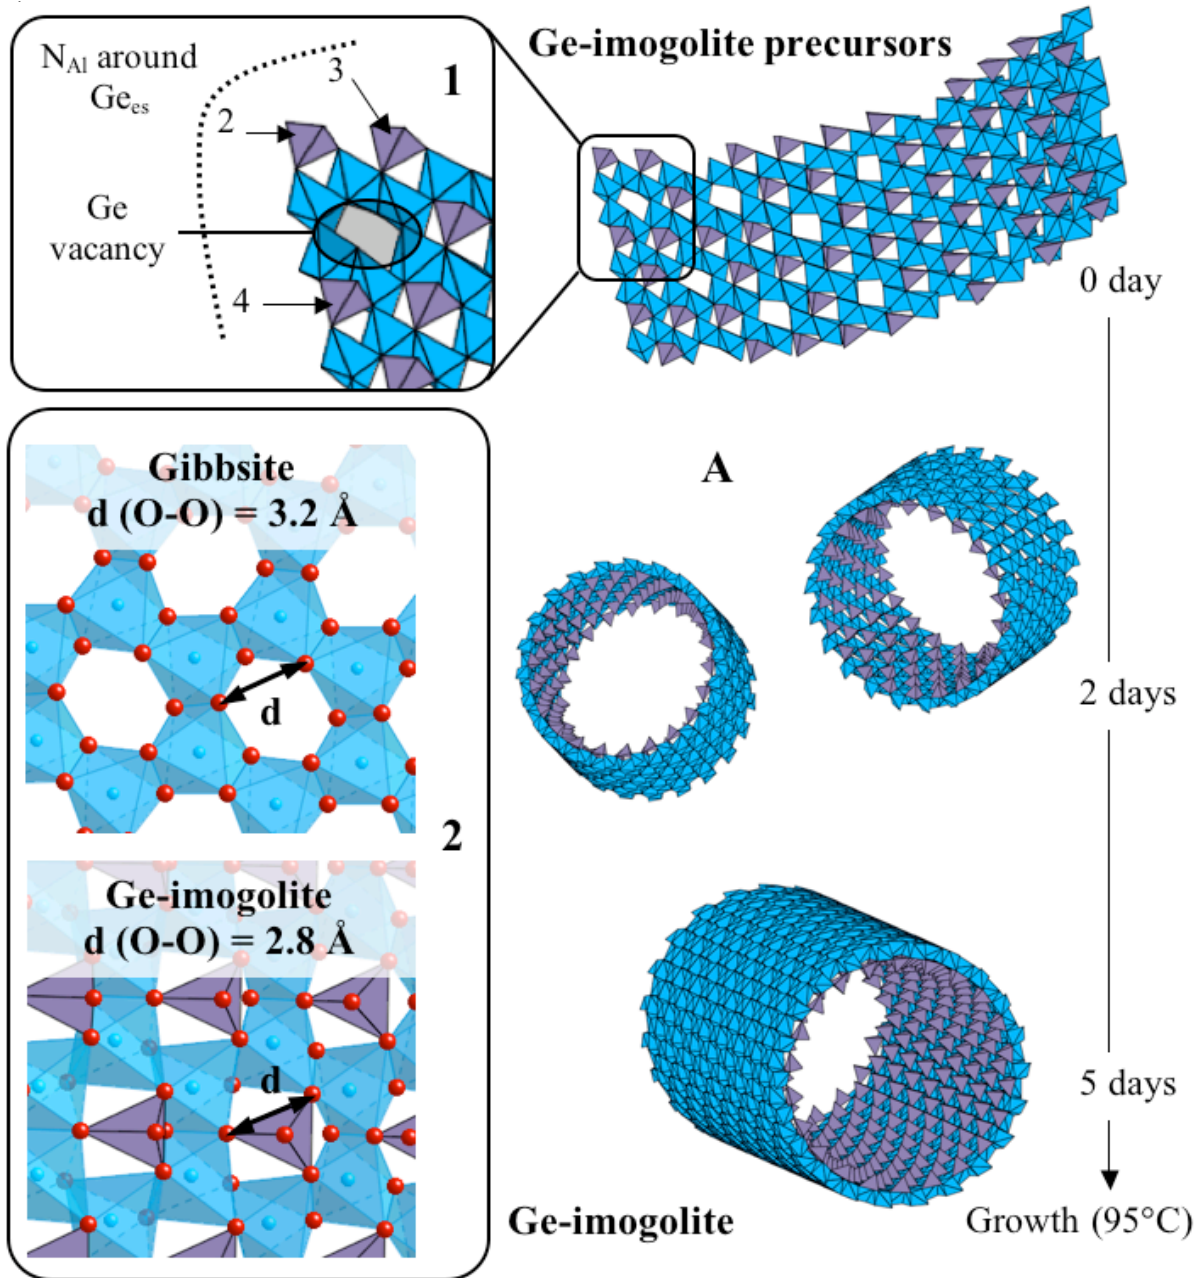 Ge-imogolite precursors
N_Al around
Ge_es
3
1
2
Ge
vacancy
4
0 day
Gibbsite
d (O-O) = 3.2 Å
d
A
2 days
2
Ge-imogolite
d (O-O) = 2.8 Å
d
5 days
Ge-imogolite
Growth (95°C)